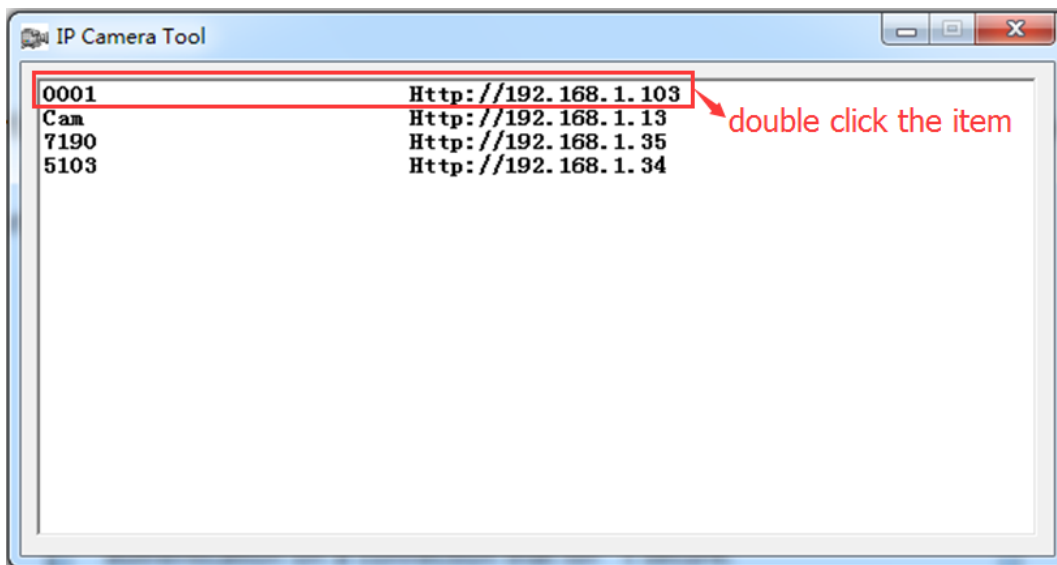 IP Camera Tool
0001 Http://192.168.1.103
Cam Http://192.168.1.13
double click the item
7190 Http://192.168.1.35
5103 Http://192.168.1.34